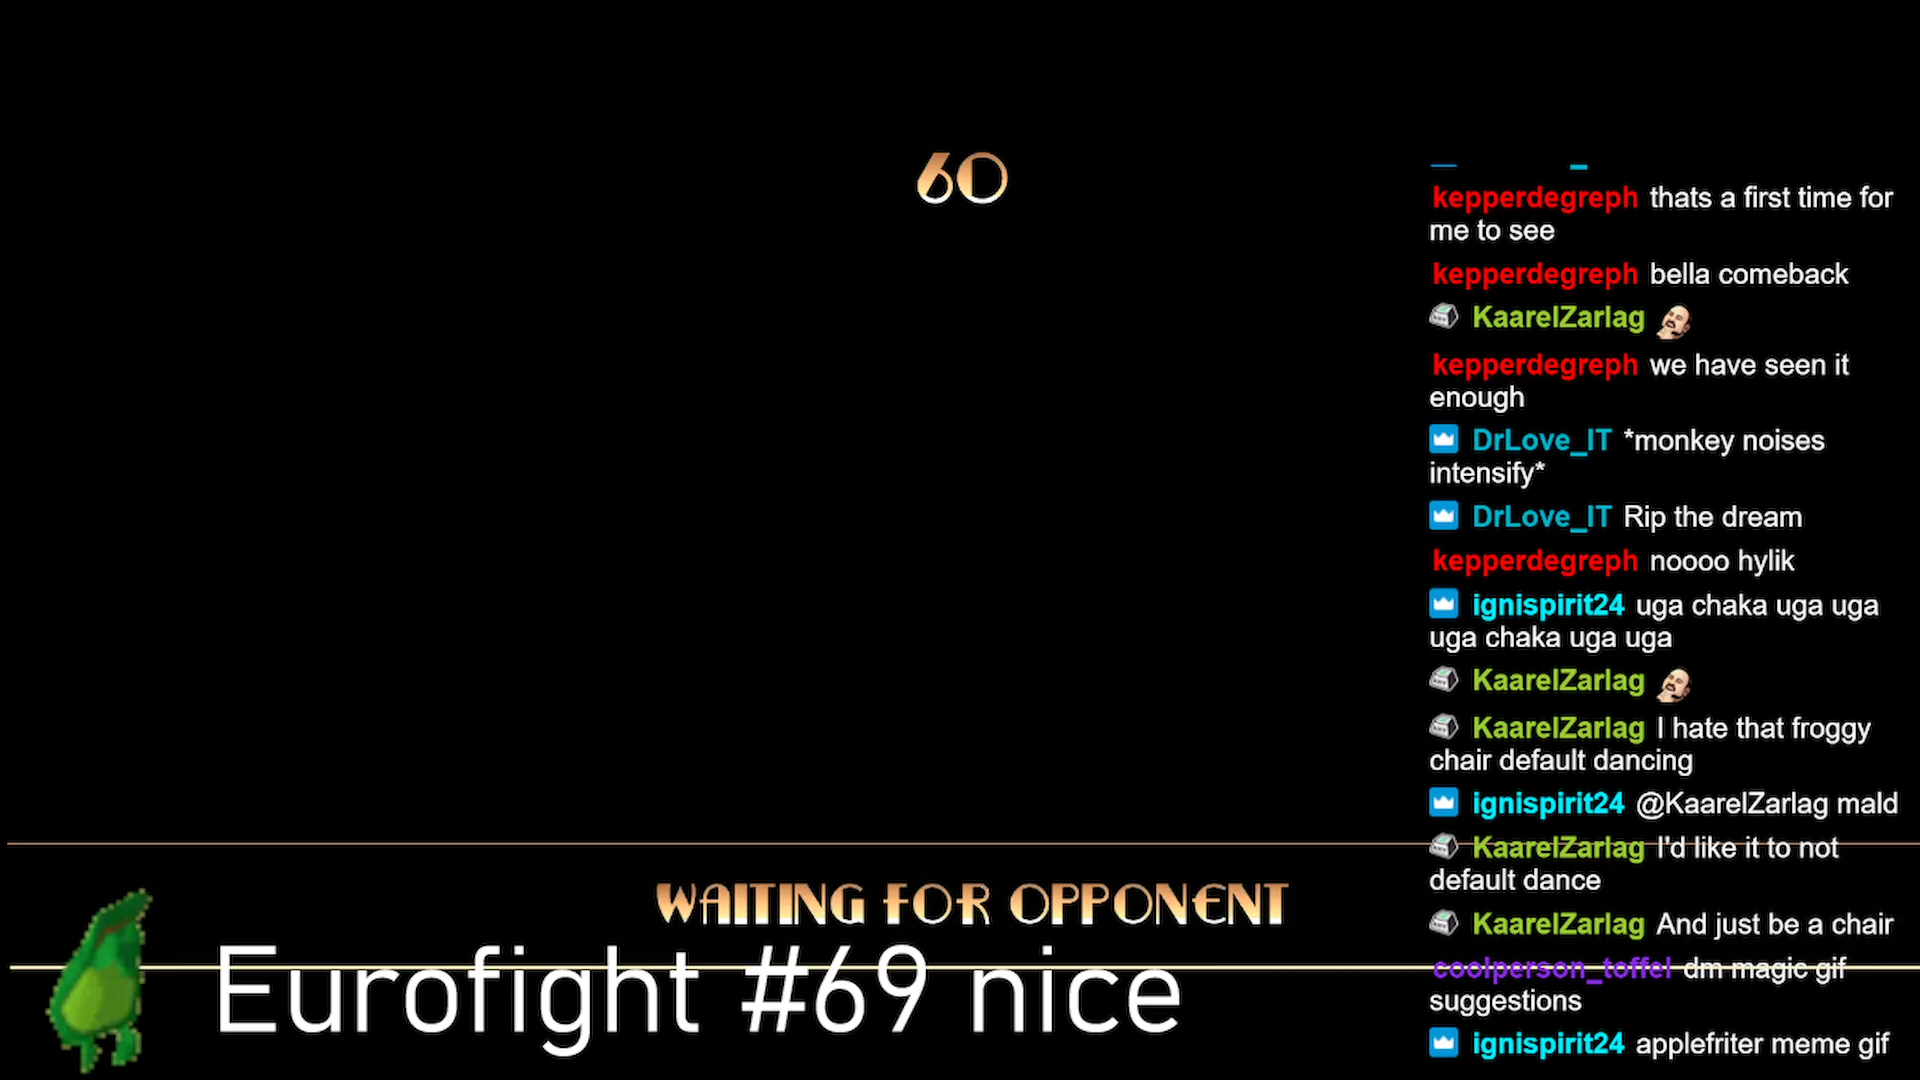 60
kepperdegreph thats a first time for
me to see
kepperdegreph bella comeback
KaarelZarlag
kepperdegreph we have seen it
enough
DrLove_IT *monkey noises
intensify*
DrLove_IT Rip the dream
kepperdegreph noooo hylik
ignispirit24 uga chaka uga uga
uga chaka uga uga
KaarelZarlag
KaarelZarlag I hate that froggy
chair default dancing
ignispirit24 @KaarelZarlag mald
KaarelZarlag I'd like it to not
default dance
KaarelZarlag And just be a chair
coolperson_toffel dm magic gif
suggestions
ignispirit24 applefriter meme gif
WAITING FOR OPPONENT
Eurofight #69 nice